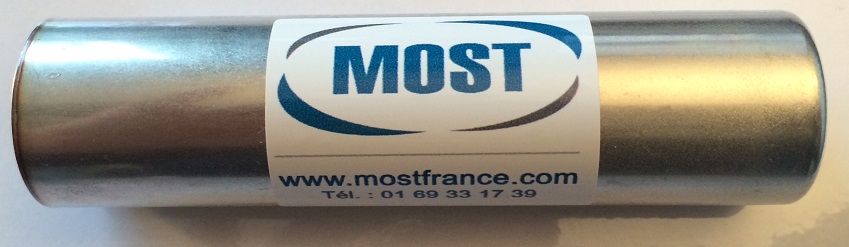 MOST
www.mostfrance.com
Tél. : 01 69 33 17 39